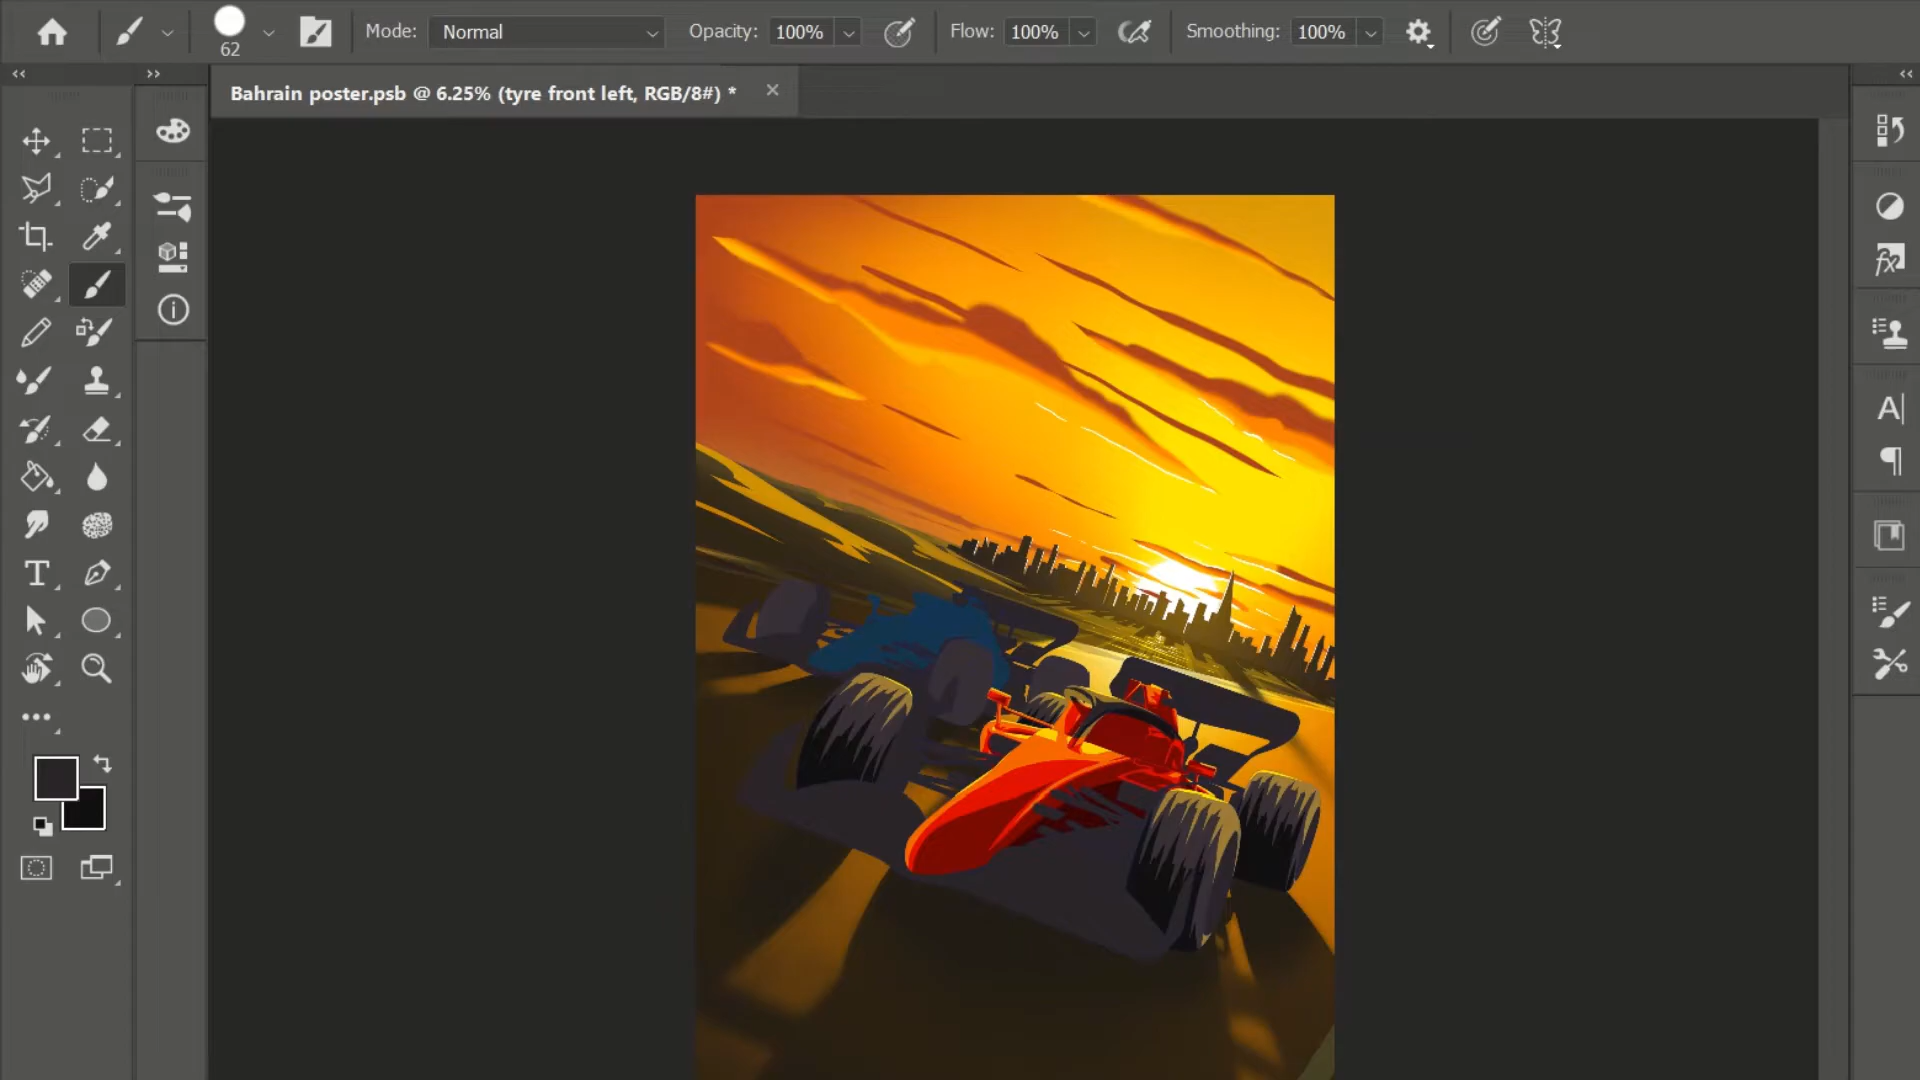 Mode: Normal Opacity: 100% Flow: 100% Smoothing: 100%
62
Bahrain poster.psb @ 6.25% (tyre front left, RGB/8#) *